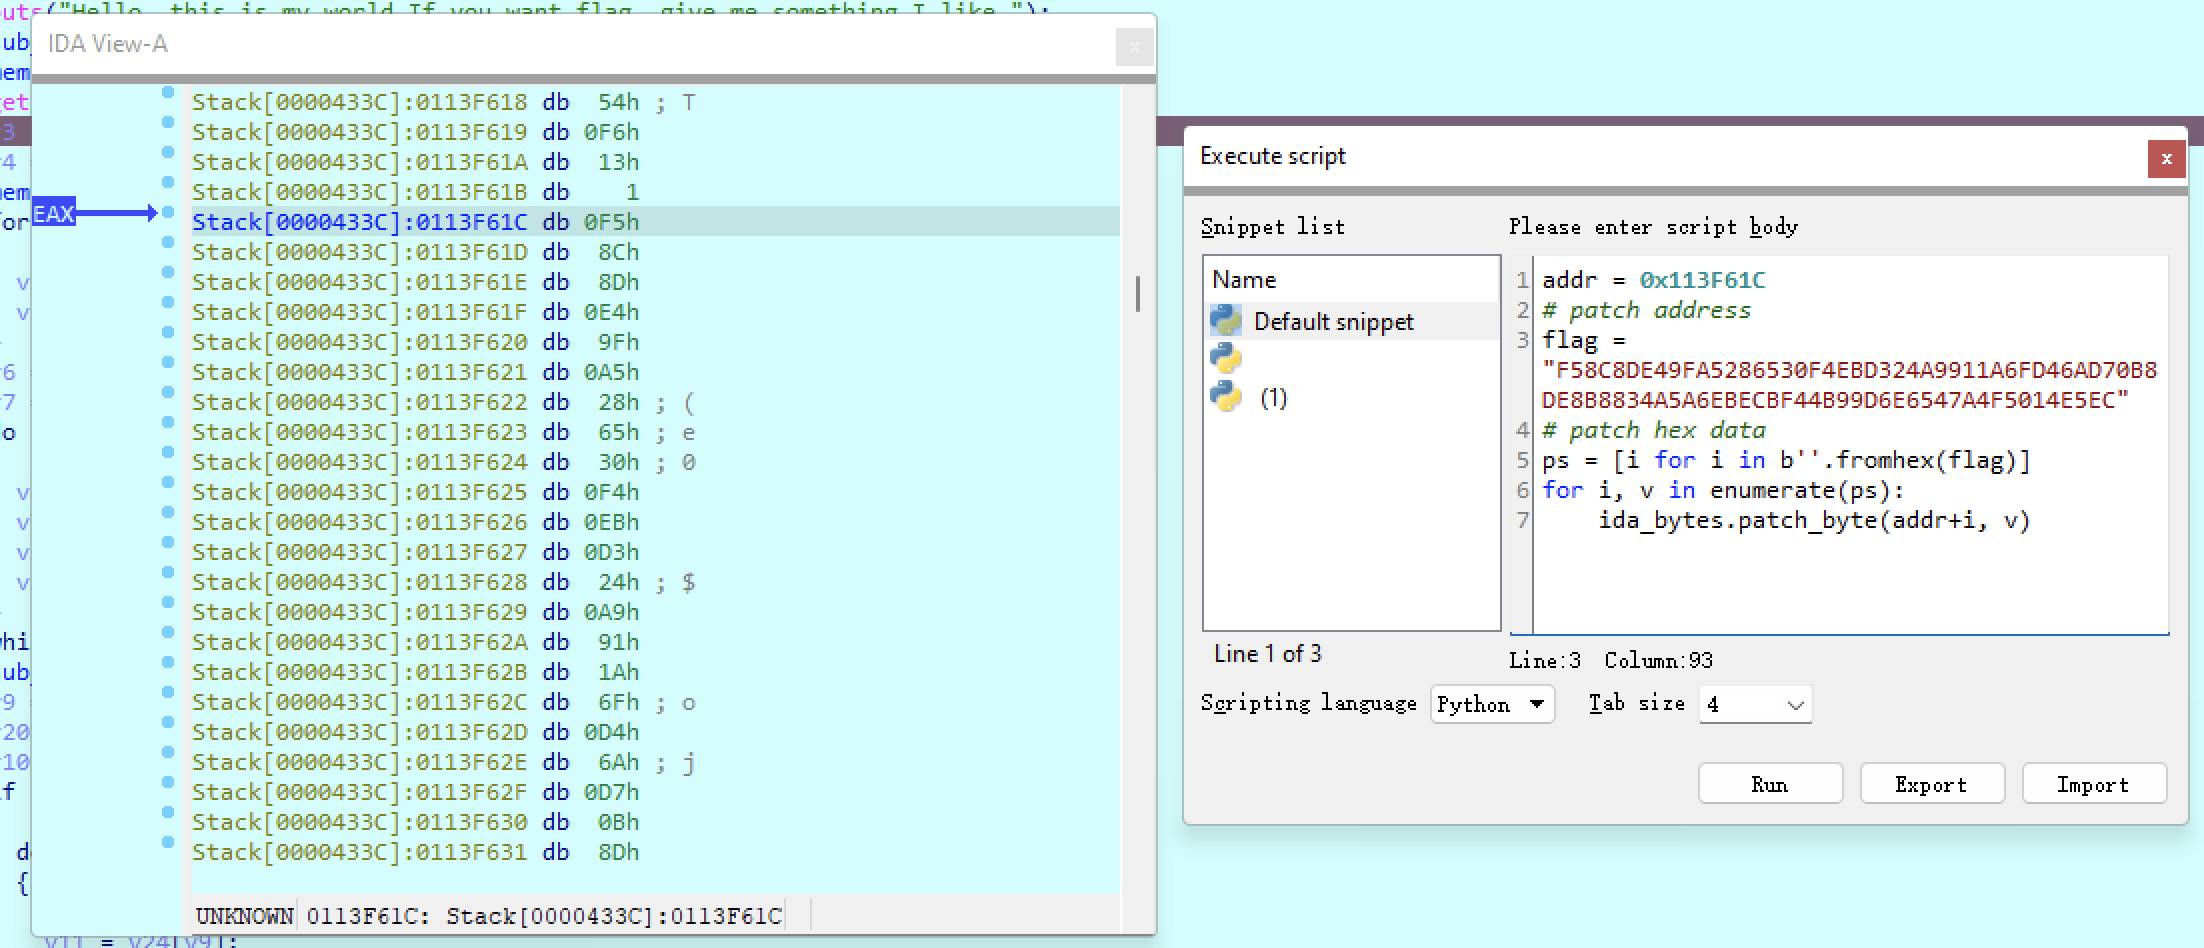 uts("Hello, this is my world.If you want flag, give me something I like.");
IDA View-A
x
Stack[0000433C]:0113F618 db 54h ; T
Stack[0000433C]:0113F619 db 0F6h
Stack[0000433C]:0113F61A db 13h
Stack[0000433C]:0113F61B db 1
Stack[0000433C]:0113F61C db 0F5h
Stack[0000433C]:0113F61D db 8Ch
Stack[0000433C]:0113F61E db 8Dh
Stack[0000433C]:0113F61F db 0E4h
Stack[0000433C]:0113F620 db 9Fh
Stack[0000433C]:0113F621 db 0A5h
Stack[0000433C]:0113F622 db 28h ; (
Stack[0000433C]:0113F623 db 65h ; e
Stack[0000433C]:0113F624 db 30h ; 0
Stack[0000433C]:0113F625 db 0F4h
Stack[0000433C]:0113F626 db 0EBh
Stack[0000433C]:0113F627 db 0D3h
Stack[0000433C]:0113F628 db 24h ; $
Stack[0000433C]:0113F629 db 0A9h
Stack[0000433C]:0113F62A db 91h
Stack[0000433C]:0113F62B db 1Ah
Stack[0000433C]:0113F62C db 6Fh ; o
Stack[0000433C]:0113F62D db 0D4h
Stack[0000433C]:0113F62E db 6Ah ; j
Stack[0000433C]:0113F62F db 0D7h
Stack[0000433C]:0113F630 db 0Bh
Stack[0000433C]:0113F631 db 8Dh
EAX
UNKNOWN 0113F61C: Stack[0000433C]:0113F61C
v11 = v24[v9];
Execute script
x
Snippet list
Name
Default snippet
(1)
Line 1 of 3
Please enter script body
1 addr = 0x113F61C
2 # patch address
3 flag =
"F58C8DE49FA5286530F4EBD324A9911A6FD46AD70B8
DE8B8834A5A6EBECBF44B99D6E6547A4F5014E5EC"
4 # patch hex data
5 ps = [i for i in b''.fromhex(flag)]
6 for i, v in enumerate(ps):
7 ida_bytes.patch_byte(addr+i, v)
Line:3 Column:93
Scripting language Python Tab size 4
Run Export Import